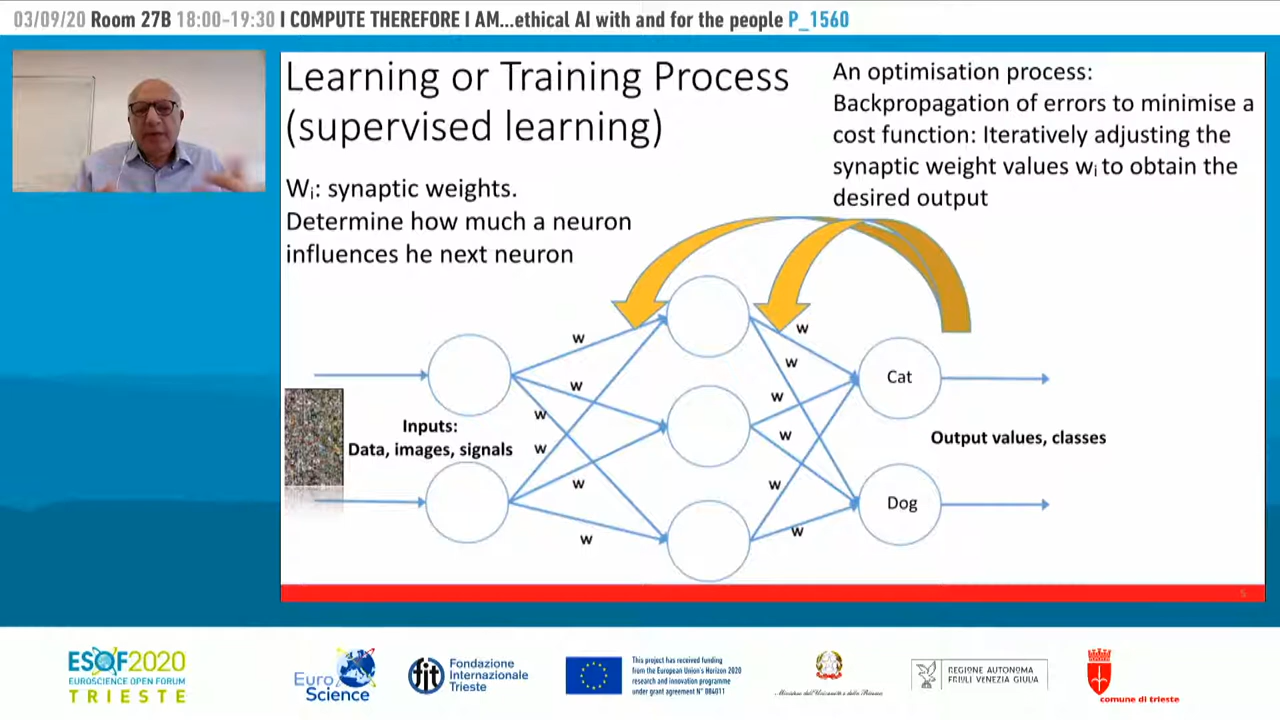 03/09/20 Room 27B 18:00-19:30 I COMPUTE THEREFORE I AM...ethical AI with and for the people P_1560
Learning or Training Process
(supervised learning)
An optimisation process:
Backpropagation of errors to minimise a
cost function: Iteratively adjusting the
synaptic weight values wi to obtain the
desired output
Wi: synaptic weights.
Determine how much a neuron
influences he next neuron
w
w
w
w
w
w
w
w
w
w
w
w
Inputs:
Data, images, signals
Cat
Dog
Output values, classes
5
ESOF2020
EUROSCIENCE OPEN FORUM
TRIESTE
Euro
Science
fit
Fondazione
Internazionale
Trieste
This project has received funding
from the European Union's Horizon 2020
research and innovation programme
under grant agreement N° 884011
Ministero dell'Università e della Ricerca
REGIONE AUTONOMA
FRIULI VENEZIA GIULIA
comune di trieste